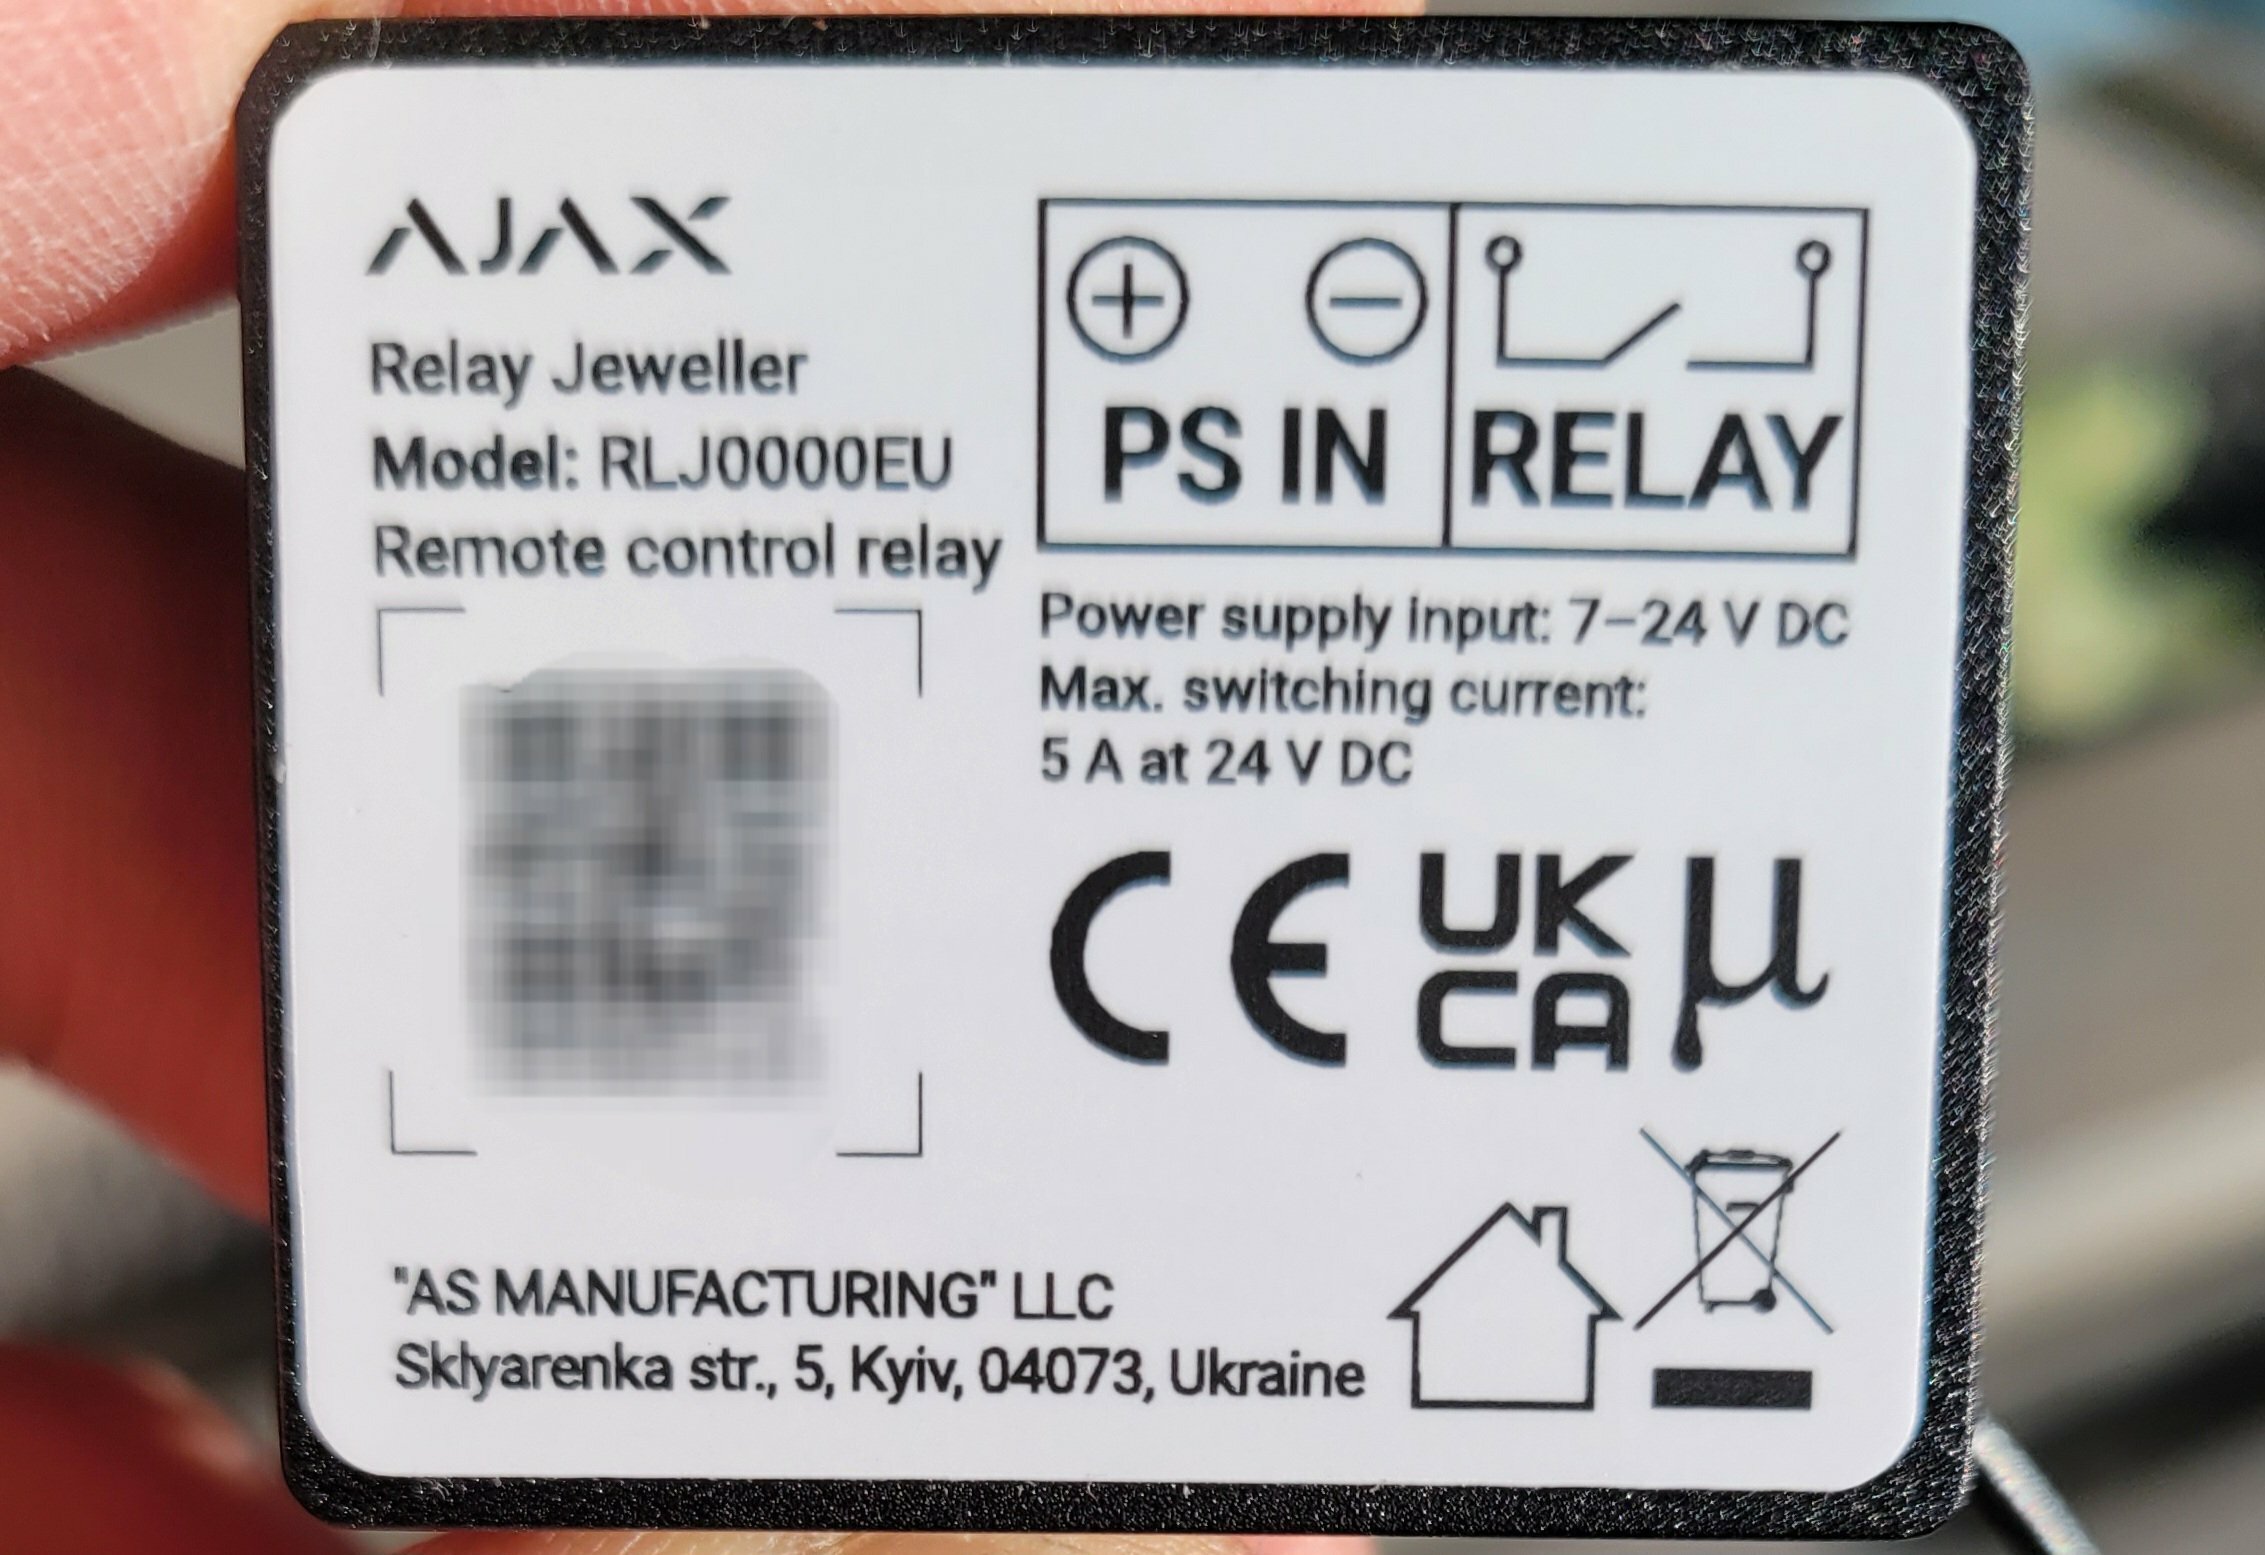 AJAX
Relay Jeweller
Model: RLJ0000EU
Remote control relay
PS IN
RELAY
Power supply input: 7–24 V DC
Max. switching current:
5 A at 24 V DC
CE
UK
CA
µ
"AS MANUFACTURING" LLC
Sklyarenka str., 5, Kyiv, 04073, Ukraine